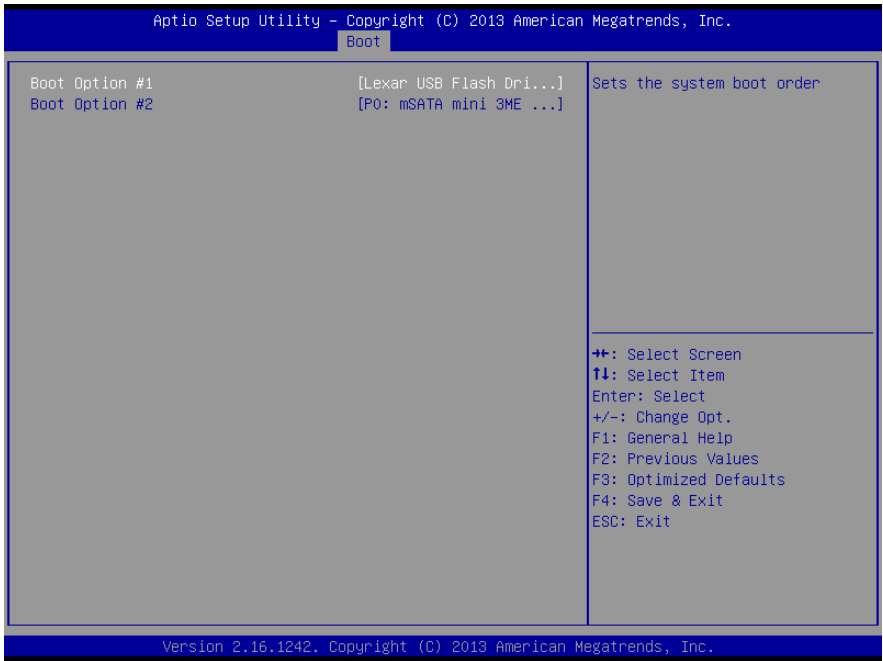 Aptio Setup Utility – Copyright (C) 2013 American Megatrends, Inc.
Boot
Boot Option #1 [Lexar USB Flash Dri...]
Boot Option #2 [P0: mSATA mini 3ME ...]
Sets the system boot order
→←: Select Screen
↑↓: Select Item
Enter: Select
+/-: Change Opt.
F1: General Help
F2: Previous Values
F3: Optimized Defaults
F4: Save & Exit
ESC: Exit
Version 2.16.1242. Copyright (C) 2013 American Megatrends, Inc.